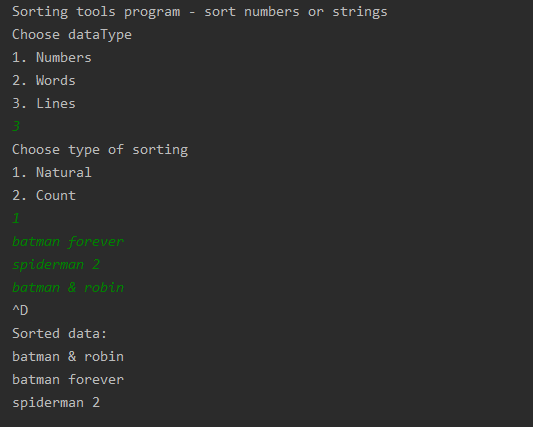 Sorting tools program - sort numbers or strings
Choose dataType
1. Numbers
2. Words
3. Lines
3
Choose type of sorting
1. Natural
2. Count
1
batman forever
spiderman 2
batman & robin
^D
Sorted data:
batman & robin
batman forever
spiderman 2